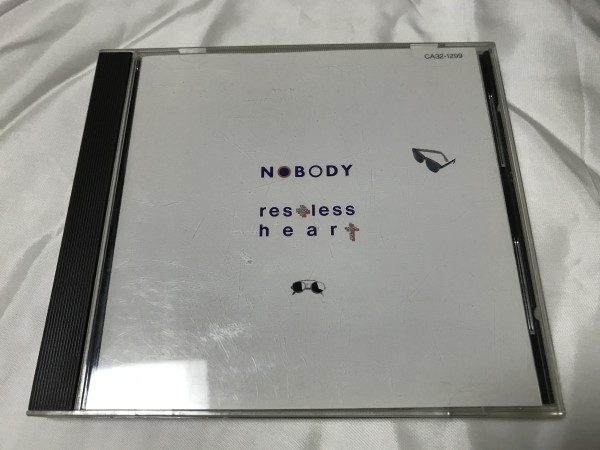 CA32-1299
NOBODY
restless
heart